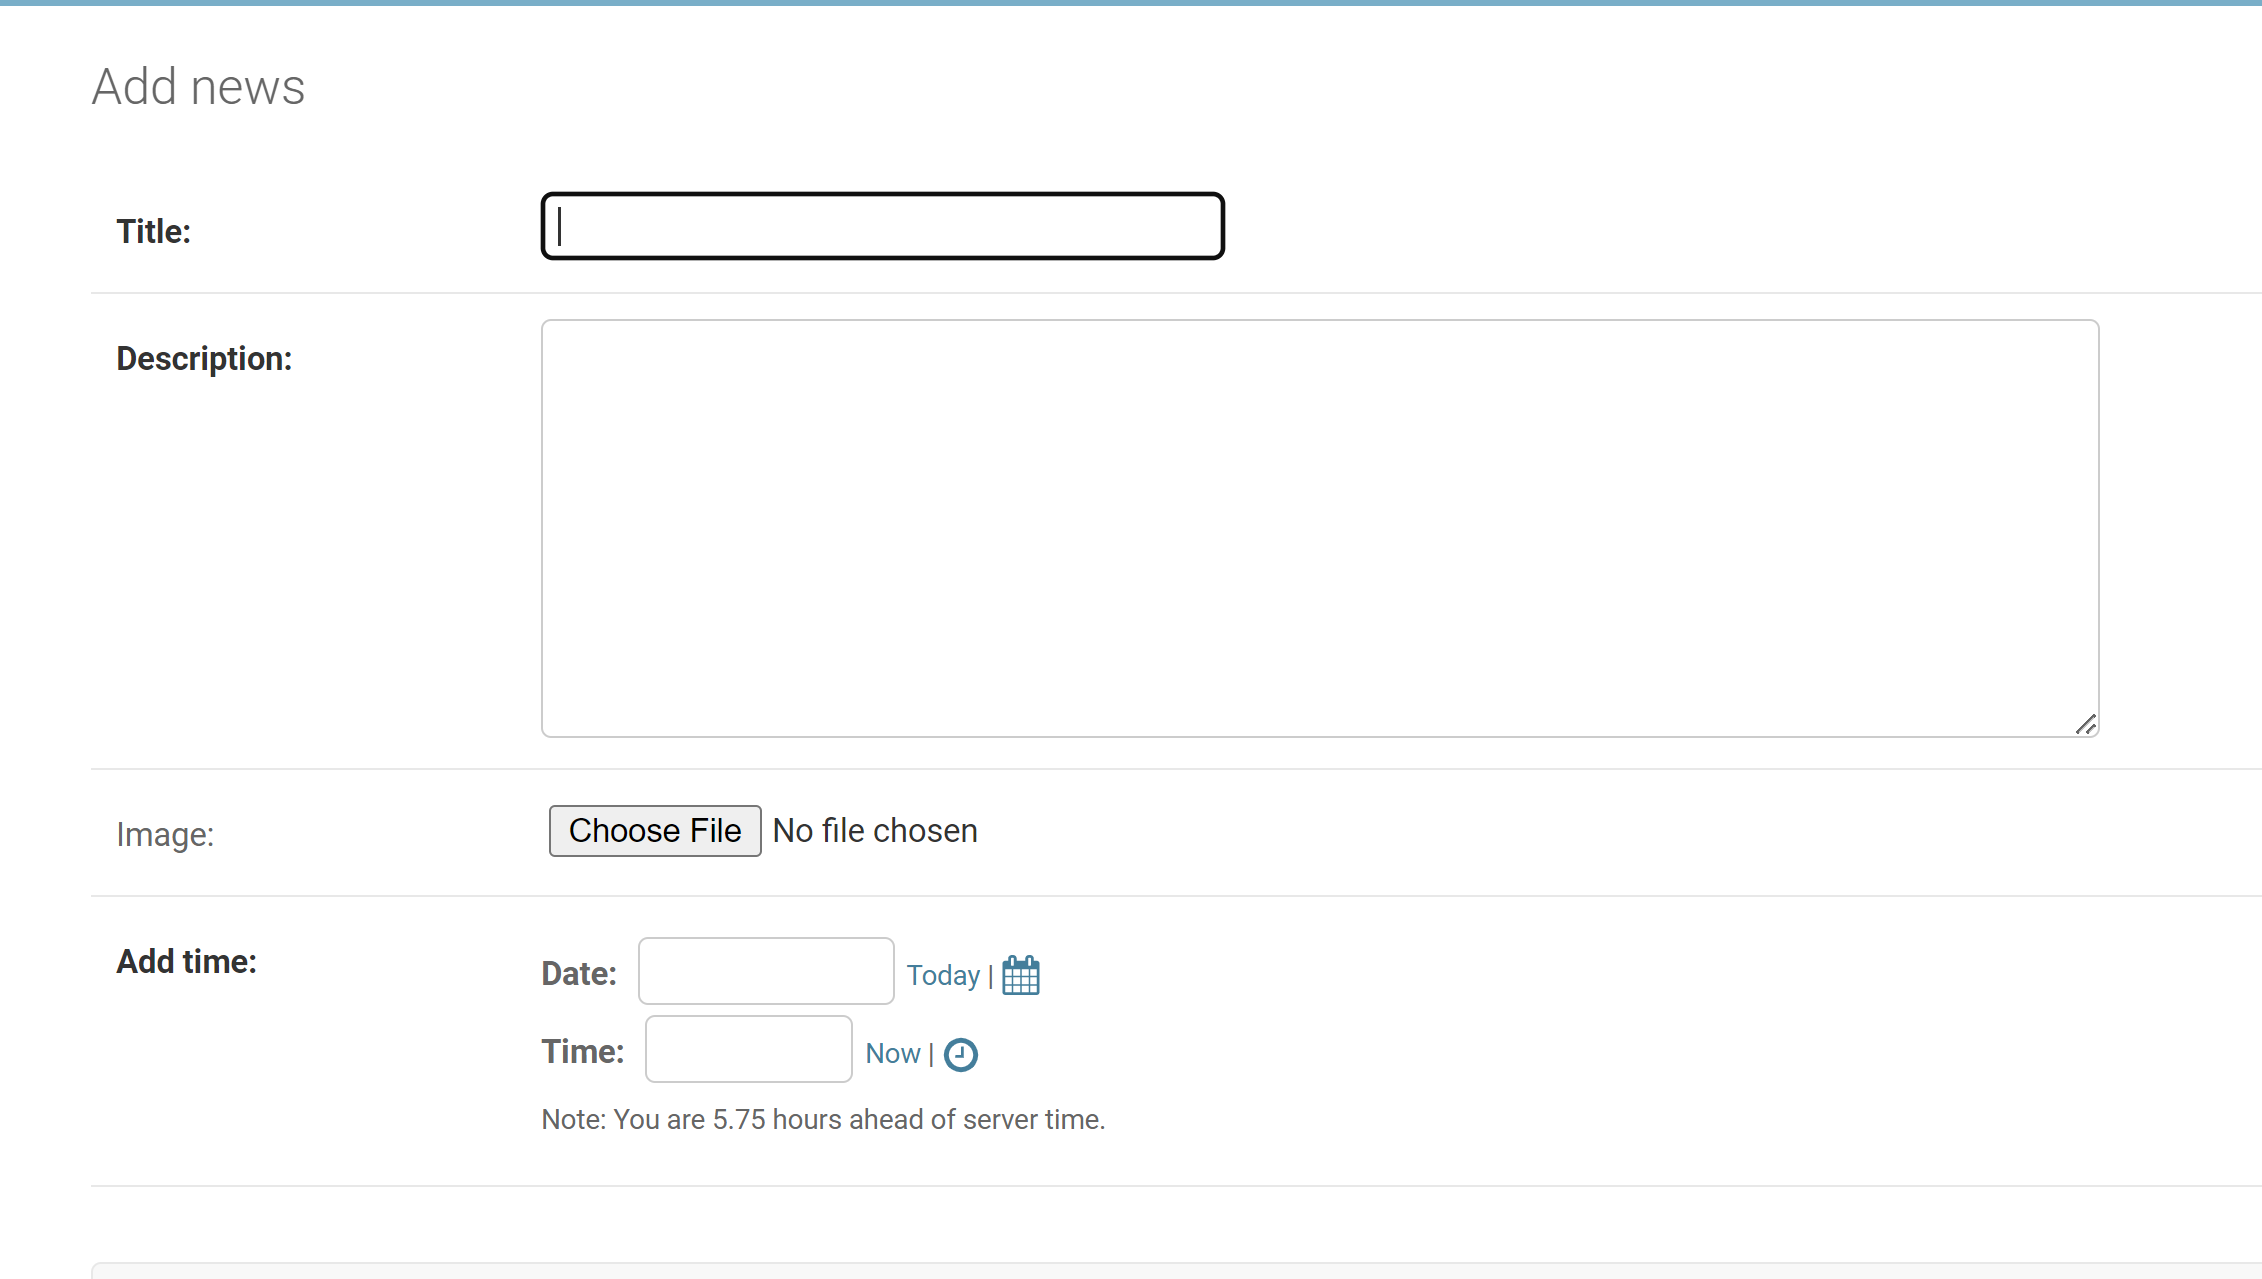 Add news
Title:
Description:
Image: Choose File No file chosen
Add time: Date: Today |
Time: Now |
Note: You are 5.75 hours ahead of server time.